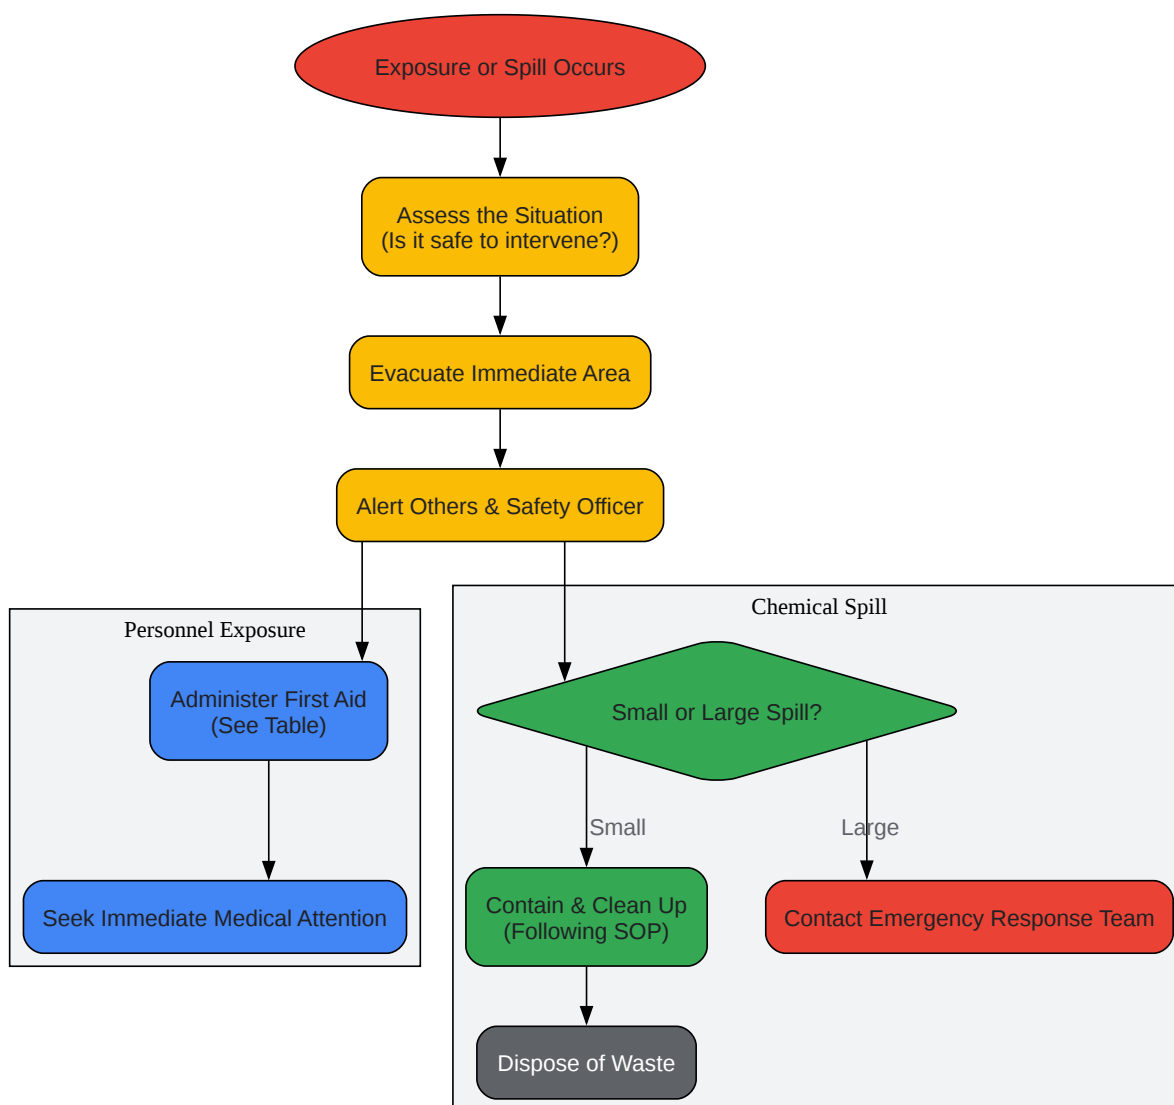 Exposure or Spill Occurs
Assess the Situation
(Is it safe to intervene?)
Evacuate Immediate Area
Alert Others & Safety Officer
Personnel Exposure
Administer First Aid
(See Table)
Seek Immediate Medical Attention
Chemical Spill
Small or Large Spill?
Small
Large
Contain & Clean Up
(Following SOP)
Contact Emergency Response Team
Dispose of Waste